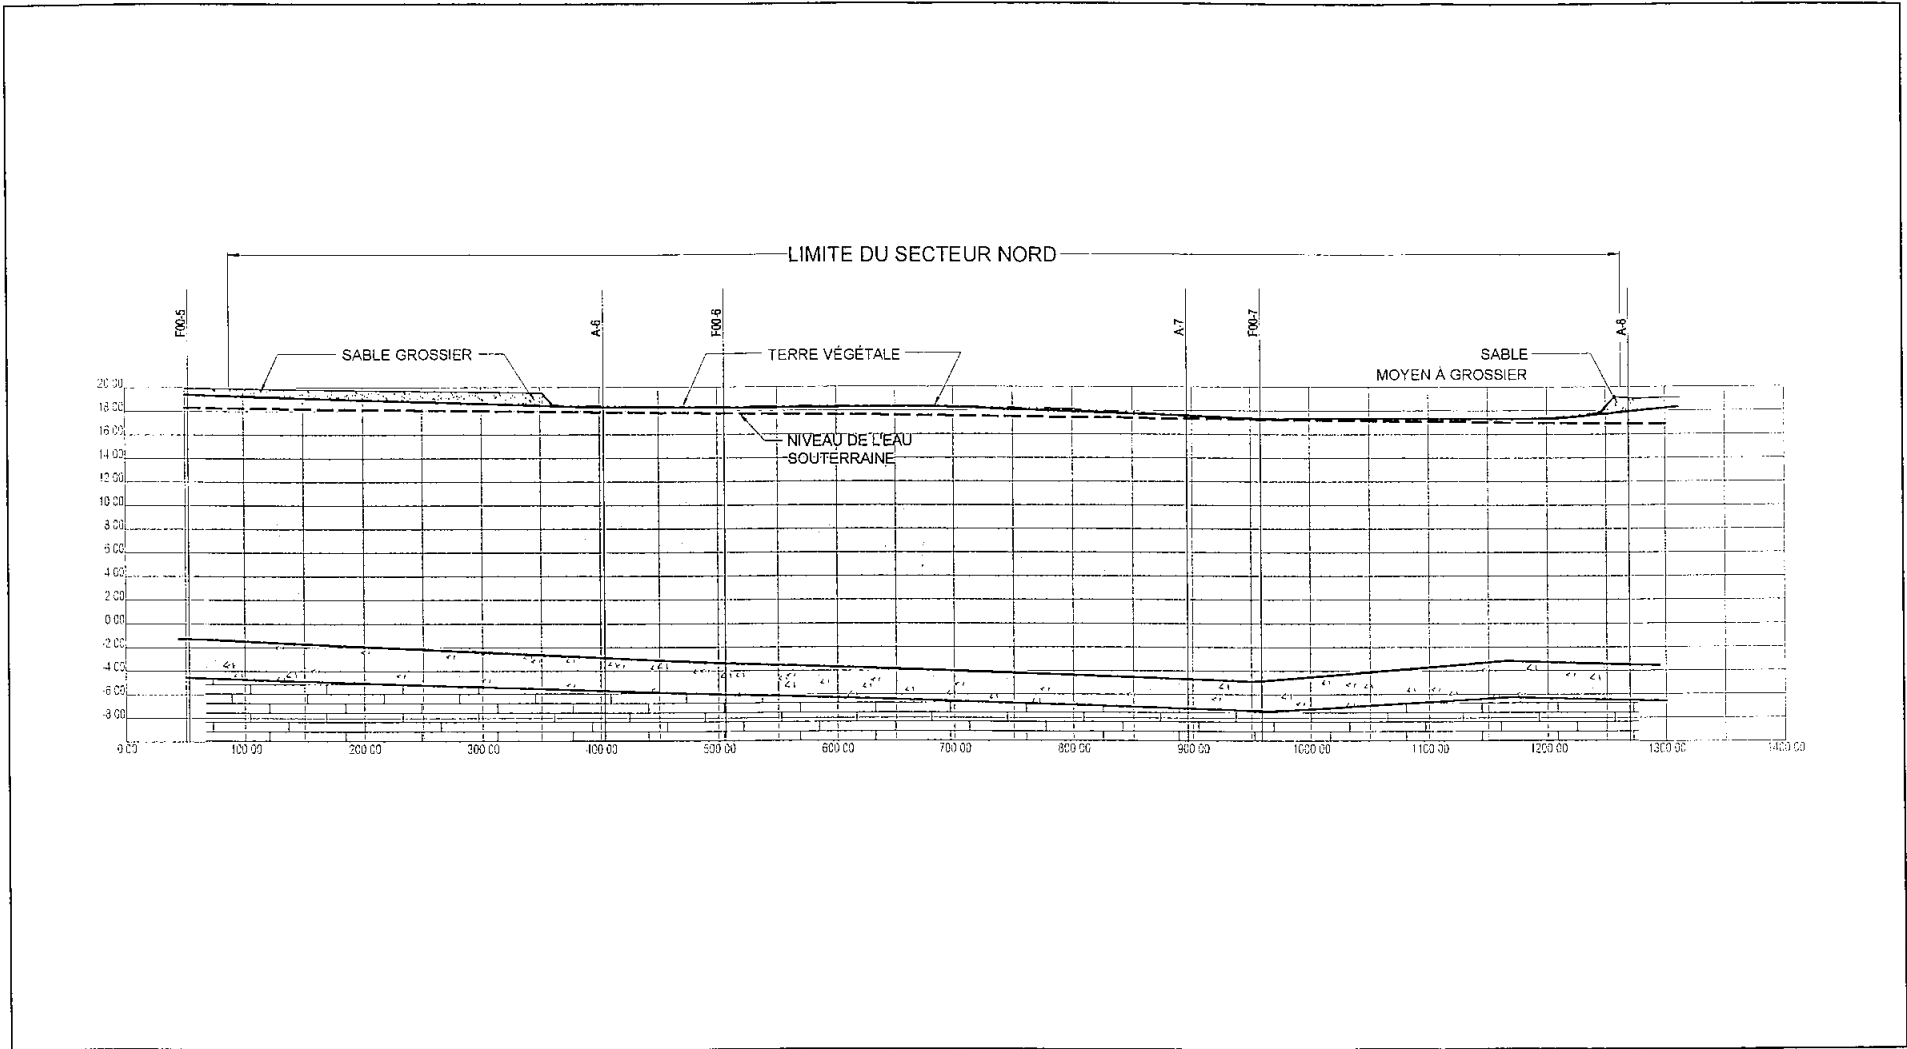 LIMITE DU SECTEUR NORD
F00-5
A-6
F00-6
A-7
F00-7
A-8
SABLE GROSSIER
TERRE VÉGÉTALE
SABLE
MOYEN À GROSSIER
NIVEAU DE L'EAU
SOUTERRAINE
20.00
18.00
16.00
14.00
12.00
10.00
8.00
6.00
4.00
2.00
0.00
-2.00
-4.00
-6.00
-8.00
0.00 100.00 200.00 300.00 400.00 500.00 600.00 700.00 800.00 900.00 1000.00 1100.00 1200.00 1300.00 1400.00